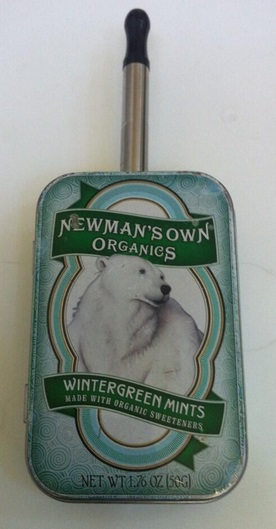 NEWMAN'S OWN
ORGANICS
WINTERGREEN MINTS
MADE WITH ORGANIC SWEETENERS
NET WT 1.76 OZ (50G)